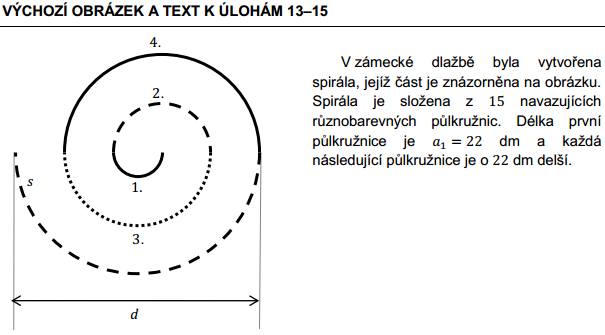 VÝCHOZÍ OBRÁZEK A TEXT K ÚLOHÁM 13–15
4.
2.
s
1.
3.
d
V zámecké dlažbě byla vytvořena
spirála, jejíž část je znázorněna na obrázku.
Spirála je složena z 15 navazujících
různobarevných půlkružnic. Délka první
půlkružnice je a₁ = 22 dm a každá
následující půlkružnice je o 22 dm delší.